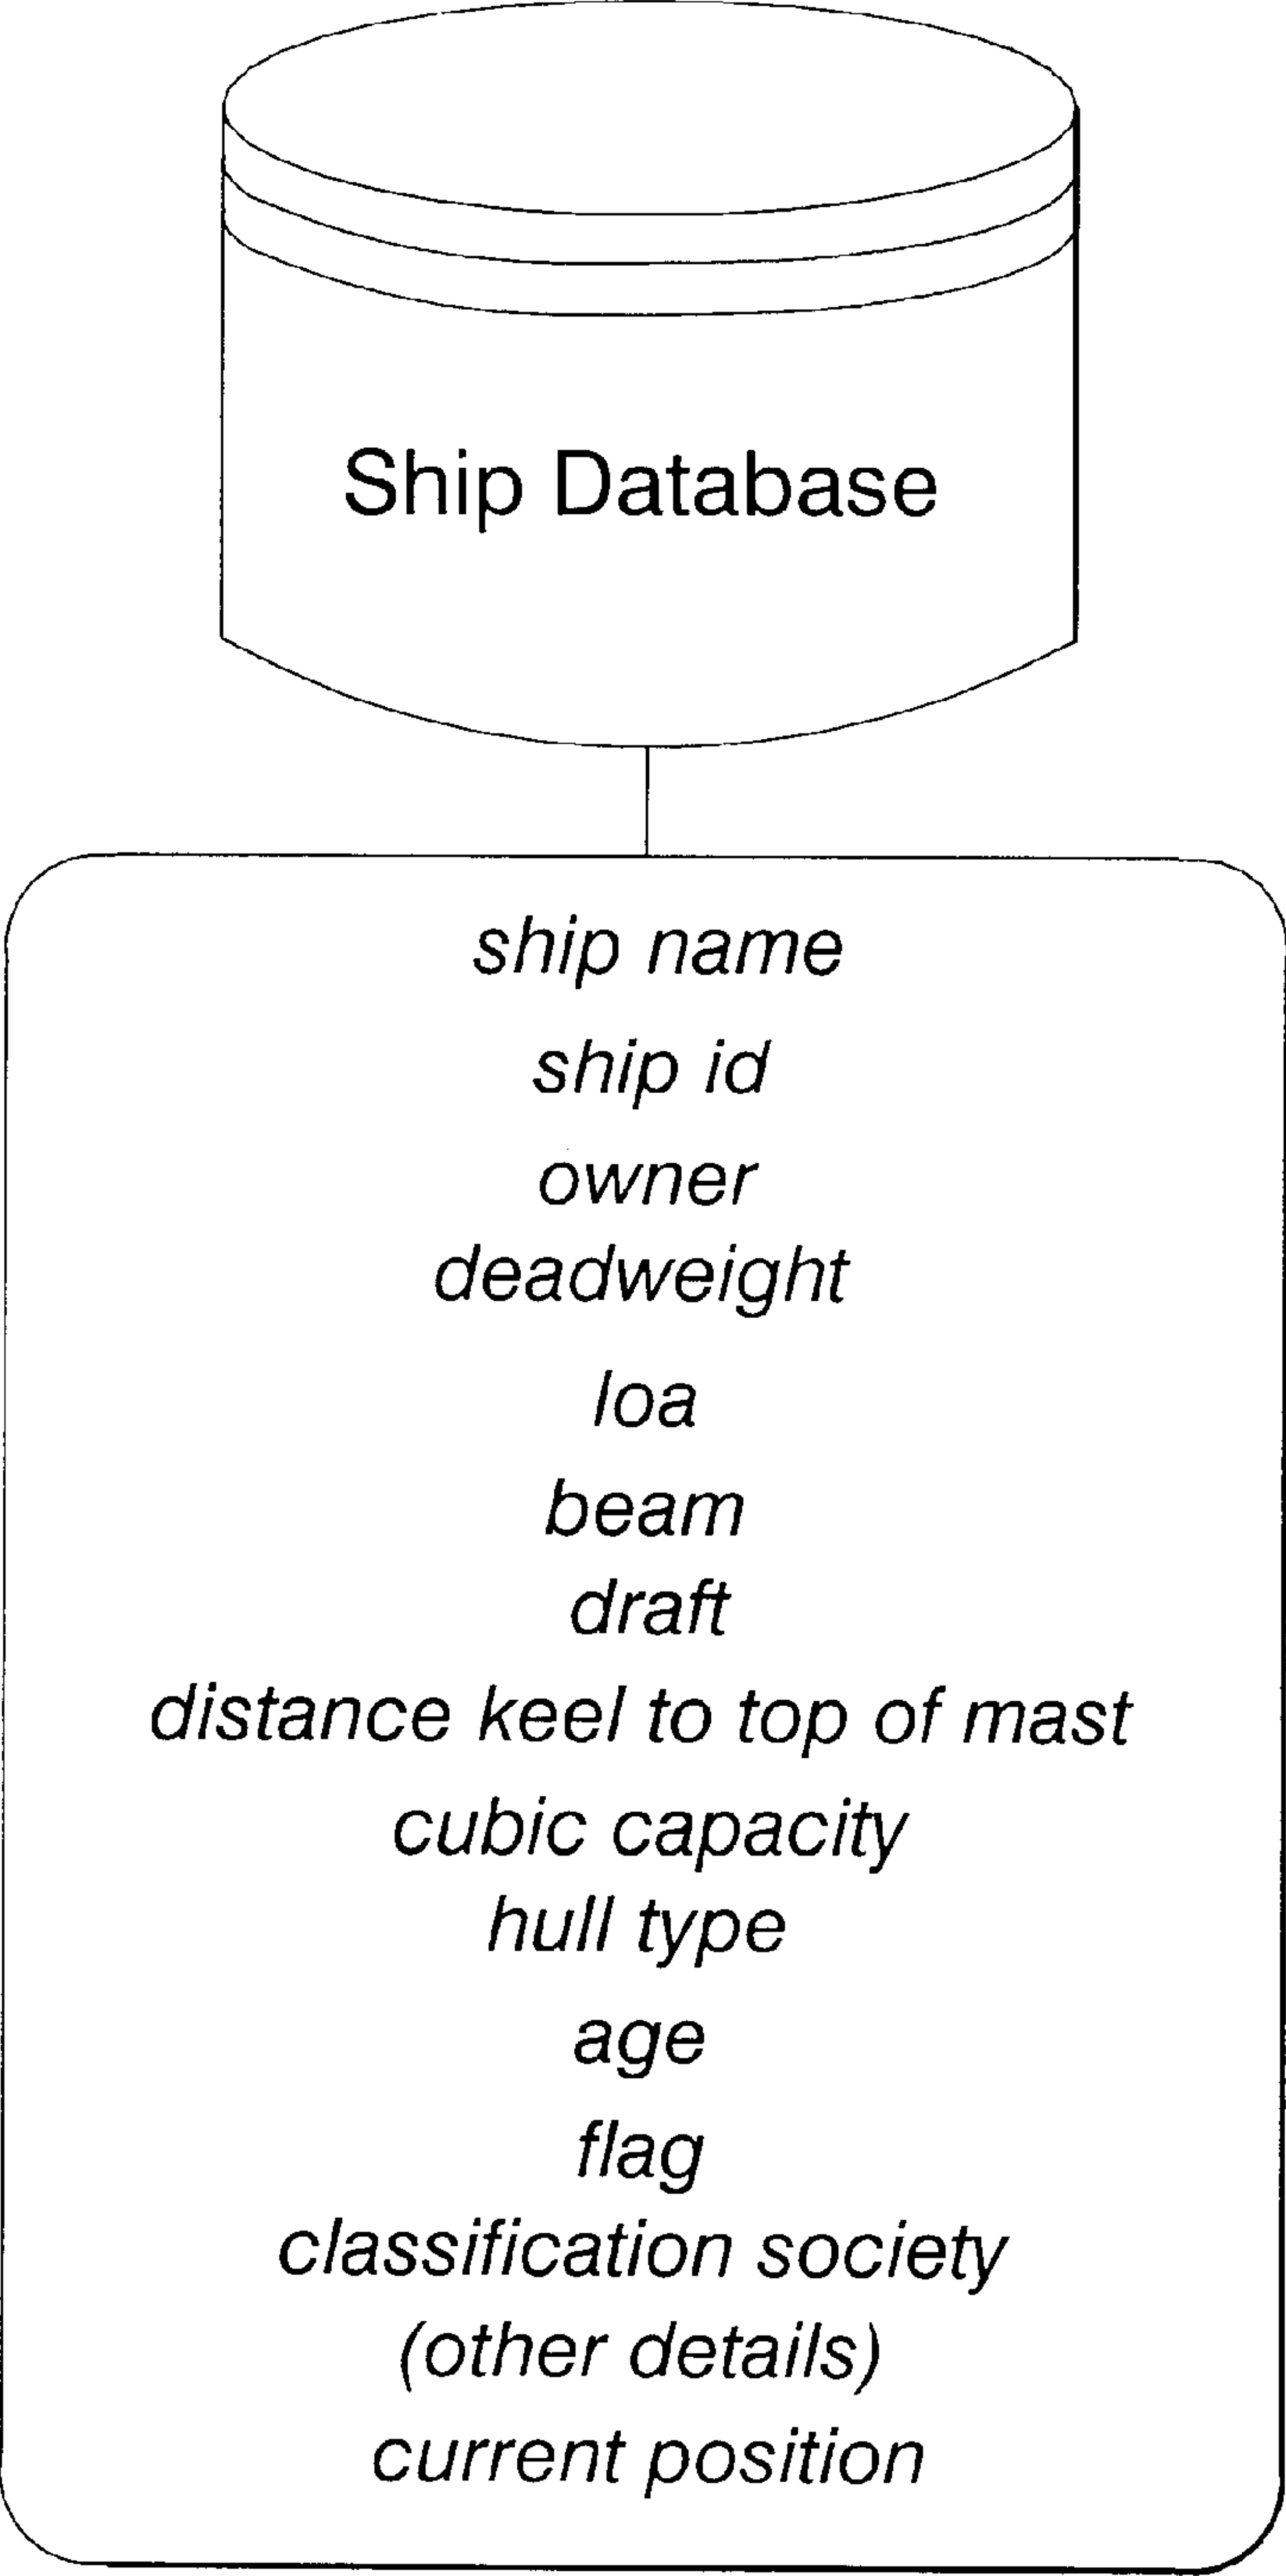 Ship Database
ship name
ship id
owner
deadweight
loa
beam
draft
distance keel to top of mast
cubic capacity
hull type
age
flag
classification society
(other details)
current position